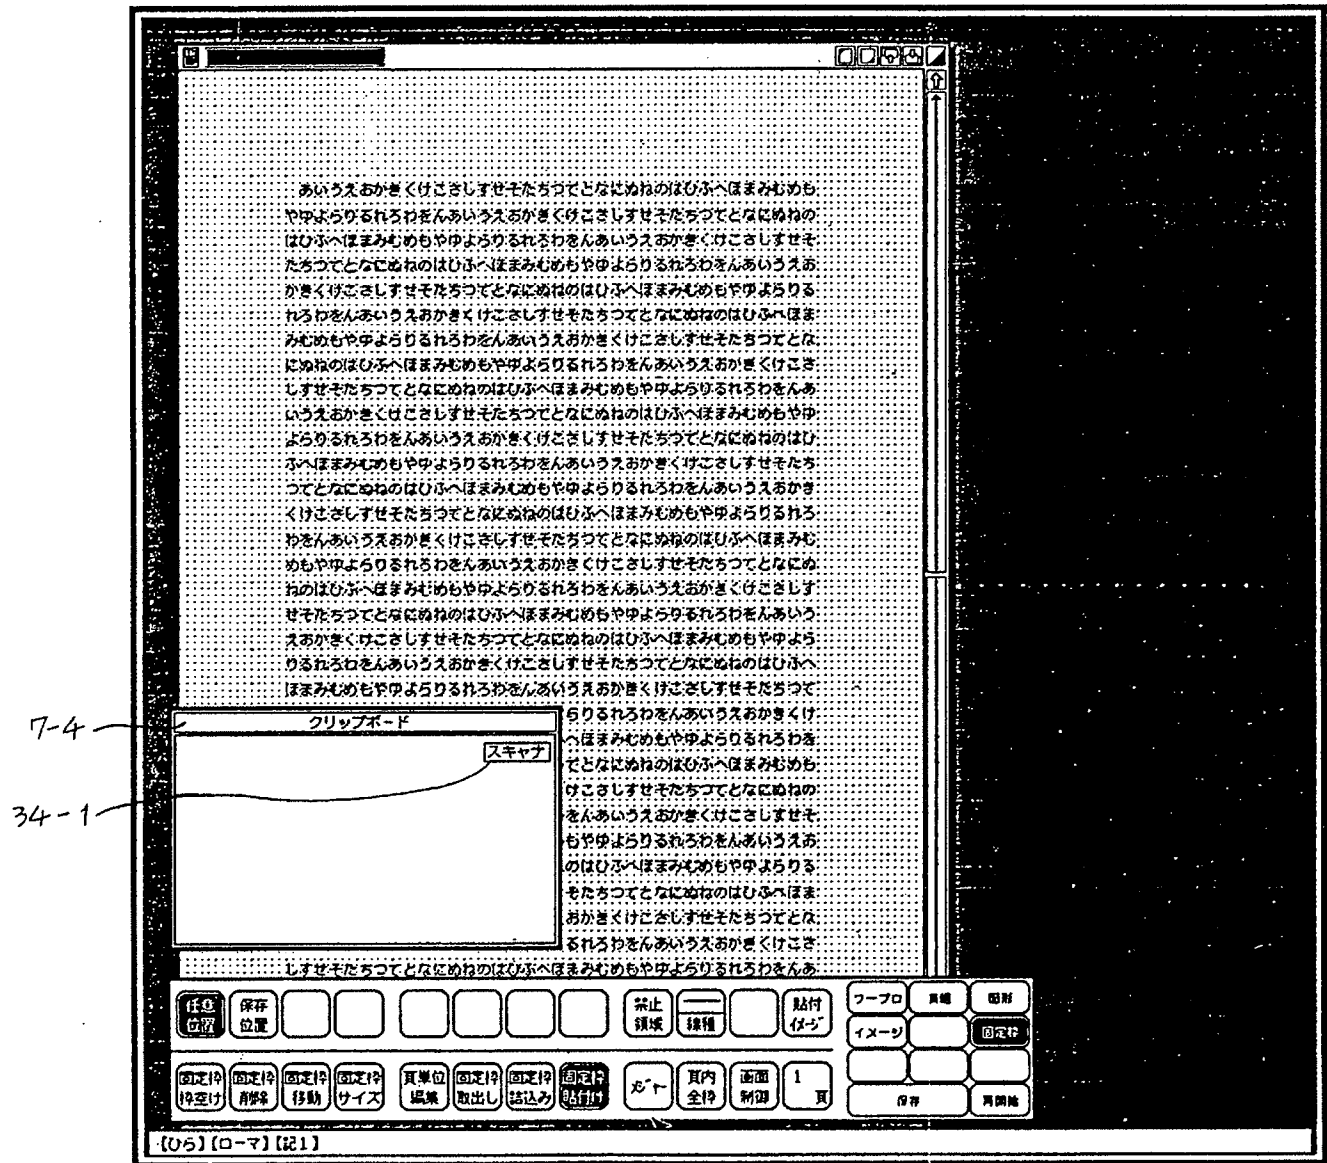 あいうえおかきくけこさしすせそたちつてとなにぬねのはひふへほまみむめも
やゆよらりるれろわをんあいうえおかきくけこさしすせそたちつてとなにぬねの
はひふへほまみむめもやゆよらりるれろわをんあいうえおかきくけこさしすせそ
たちつてとなにぬねのはひふへほまみむめもやゆよらりるれろわをんあいうえお
かきくけこさしすせそたちつてとなにぬねのはひふへほまみむめもやゆよらりる
れろわをんあいうえおかきくけこさしすせそたちつてとなにぬねのはひふへほま
みむめもやゆよらりるれろわをんあいうえおかきくけこさしすせそたちつてとな
にぬねのはひふへほまみむめもやゆよらりるれろわをんあいうえおかきくけこさ
しすせそたちつてとなにぬねのはひふへほまみむめもやゆよらりるれろわをんあ
いうえおかきくけこさしすせそたちつてとなにぬねのはひふへほまみむめもやゆ
よらりるれろわをんあいうえおかきくけこさしすせそたちつてとなにぬねのはひ
ふへほまみむめもやゆよらりるれろわをんあいうえおかきくけこさしすせそたち
つてとなにぬねのはひふへほまみむめもやゆよらりるれろわをんあいうえおかき
くけこさしすせそたちつてとなにぬねのはひふへほまみむめもやゆよらりるれろ
わをんあいうえおかきくけこさしすせそたちつてとなにぬねのはひふへほまみむ
めもやゆよらりるれろわをんあいうえおかきくけこさしすせそたちつてとなにぬ
ねのはひふへほまみむめもやゆよらりるれろわをんあいうえおかきくけこさしす
せそたちつてとなにぬねのはひふへほまみむめもやゆよらりるれろわをんあいう
えおかきくけこさしすせそたちつてとなにぬねのはひふへほまみむめもやゆよら
りるれろわをんあいうえおかきくけこさしすせそたちつてとなにぬねのはひふへ
ほまみむめもやゆよらりるれろわをんあいうえおかきくけこさしすせそたちつて
7-4
クリップボード
らりるれろわをんあいうえおかきくけ
スキャナ
へほまみむめもやゆよらりるれろわを
てとなにぬねのはひふへほまみむめも
34-1
けこさしすせそたちつてとなにぬねの
をんあいうえおかきくけこさしすせそ
もやゆよらりるれろわをんあいうえお
のはひふへほまみむめもやゆよらりる
そたちつてとなにぬねのはひふへほま
おかきくけこさしすせそたちつてとな
るれろわをんあいうえおかきくけこさ
しすせそたちつてとなにぬねのはひふへほまみむめもやゆよらりるれろわをんあ
任意位置 保存位置 禁止領域 線種 貼付イメージ
ワープロ 頁編 図形
イメージ 固定枠
固定枠枠空け 固定枠削除 固定枠移動 固定枠サイズ 頁単位編集 固定枠取出し 固定枠詰込み 固定枠貼付け メジャー 頁内全枠 画面制御 1頁
保存 再開始
[ひら][ローマ][記1]